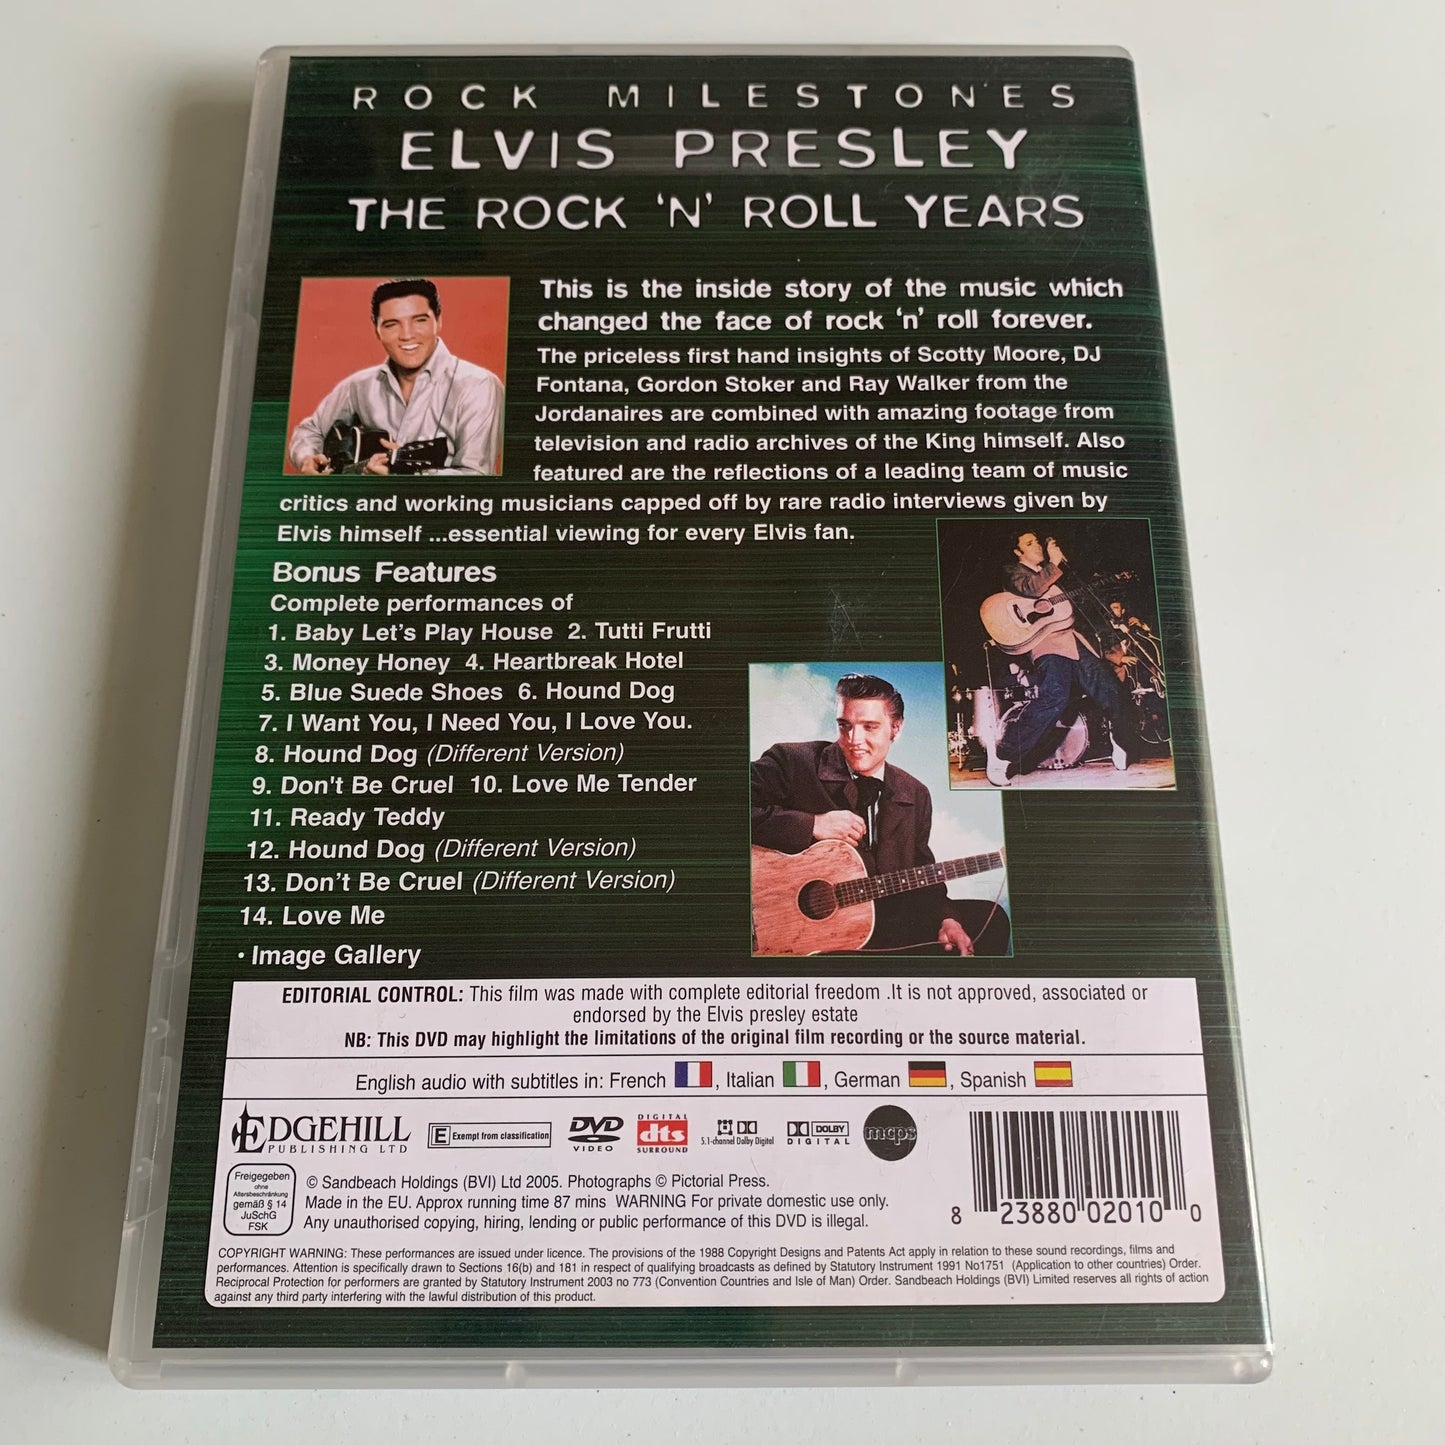 ROCK MILESTONES
ELVIS PRESLEY
THE ROCK 'N' ROLL YEARS
This is the inside story of the music which
changed the face of rock 'n' roll forever.
The priceless first hand insights of Scotty Moore, DJ
Fontana, Gordon Stoker and Ray Walker from the
Jordanaires are combined with amazing footage from
television and radio archives of the King himself. Also
featured are the reflections of a leading team of music
critics and working musicians capped off by rare radio interviews given by
Elvis himself ...essential viewing for every Elvis fan.
Bonus Features
Complete performances of
1. Baby Let's Play House 2. Tutti Frutti
3. Money Honey 4. Heartbreak Hotel
5. Blue Suede Shoes 6. Hound Dog
7. I Want You, I Need You, I Love You.
8. Hound Dog (Different Version)
9. Don't Be Cruel 10. Love Me Tender
11. Ready Teddy
12. Hound Dog (Different Version)
13. Don't Be Cruel (Different Version)
14. Love Me
· Image Gallery
EDITORIAL CONTROL: This film was made with complete editorial freedom .It is not approved, associated or
endorsed by the Elvis presley estate
NB: This DVD may highlight the limitations of the original film recording or the source material.
English audio with subtitles in: French , Italian , German , Spanish
EDGEHILL
PUBLISHING LTD
E Exempt from classification
DVD
VIDEO
DIGITAL
dts
SURROUND
5.1-channel Dolby Digital
DOLBY
DIGITAL
mcps
Freigegeben
ohne
Altersbeschränkung
gemäß § 14
JuSchG
FSK
© Sandbeach Holdings (BVI) Ltd 2005. Photographs © Pictorial Press.
Made in the EU. Approx running time 87 mins WARNING For private domestic use only.
Any unauthorised copying, hiring, lending or public performance of this DVD is illegal.
8 23880 02010 0
COPYRIGHT WARNING: These performances are issued under licence. The provisions of the 1988 Copyright Designs and Patents Act apply in relation to these sound recordings, films and
performances. Attention is specifically drawn to Sections 16(b) and 181 in respect of qualifying broadcasts as defined by Statutory Instrument 1991 No1751 (Application to other countries) Order.
Reciprocal Protection for performers are granted by Statutory Instrument 2003 no 773 (Convention Countries and Isle of Man) Order. Sandbeach Holdings (BVI) Limited reserves all rights of action
against any third party interfering with the lawful distribution of this product.